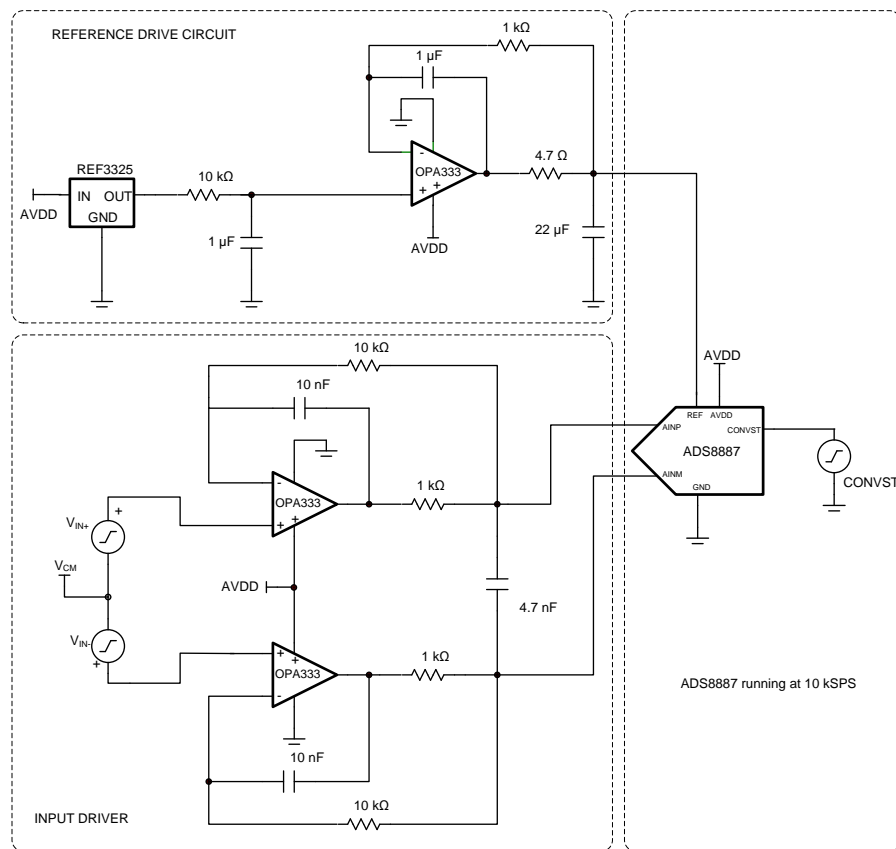 REFERENCE DRIVE CIRCUIT
1 kΩ
1 µF
-
OPA333
+ +
4.7 Ω
REF3325
IN OUT
GND
AVDD
10 kΩ
1 µF
AVDD
22 µF
10 kΩ
10 nF
-
OPA333
+ +
1 kΩ
VIN+
+
VCM
VIN-
+
AVDD
4.7 nF
+ +
OPA333
-
1 kΩ
10 nF
10 kΩ
INPUT DRIVER
AVDD
REF
AVDD
CONVST
AINP
ADS8887
AINM
GND
CONVST
ADS8887 running at 10 kSPS